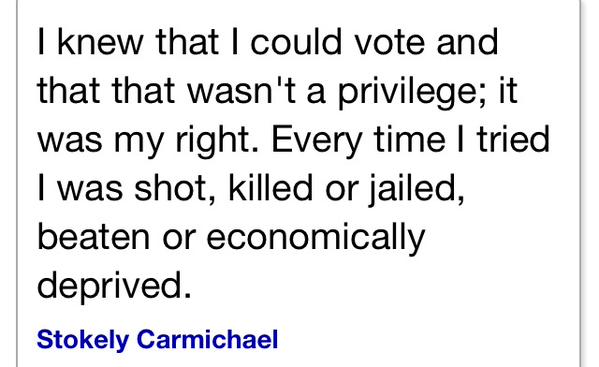 I knew that I could vote and
that that wasn't a privilege; it
was my right. Every time I tried
I was shot, killed or jailed,
beaten or economically
deprived.
Stokely Carmichael